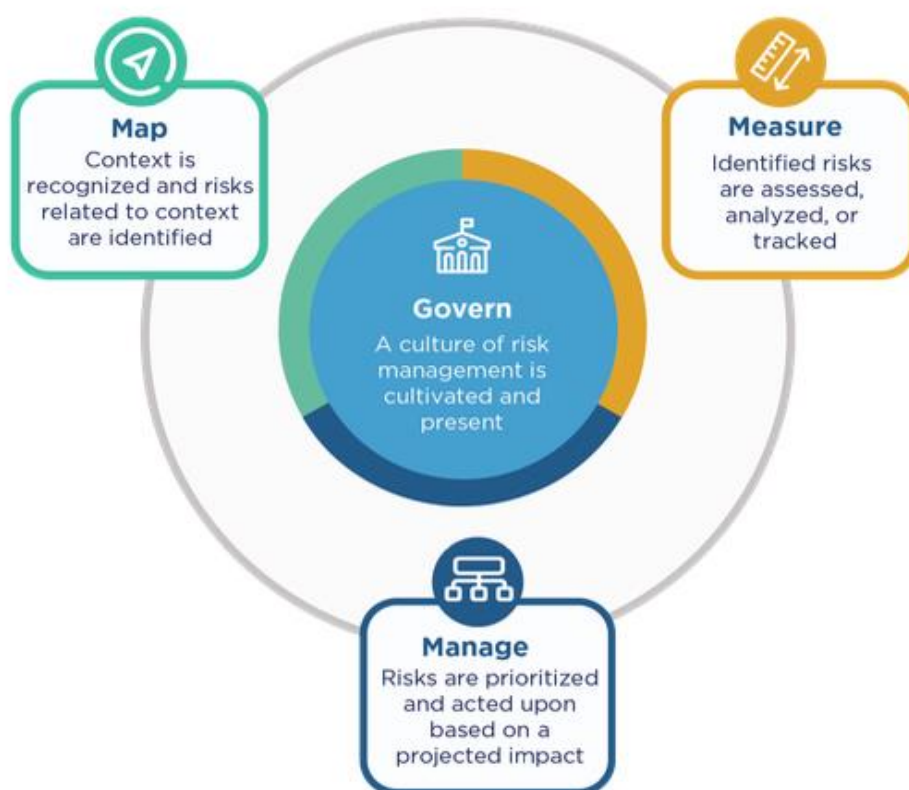 Map
Context is
recognized and risks
related to context
are identified
Measure
Identified risks
are assessed,
analyzed, or
tracked
Govern
A culture of risk
management is
cultivated and
present
Manage
Risks are prioritized
and acted upon
based on a
projected impact